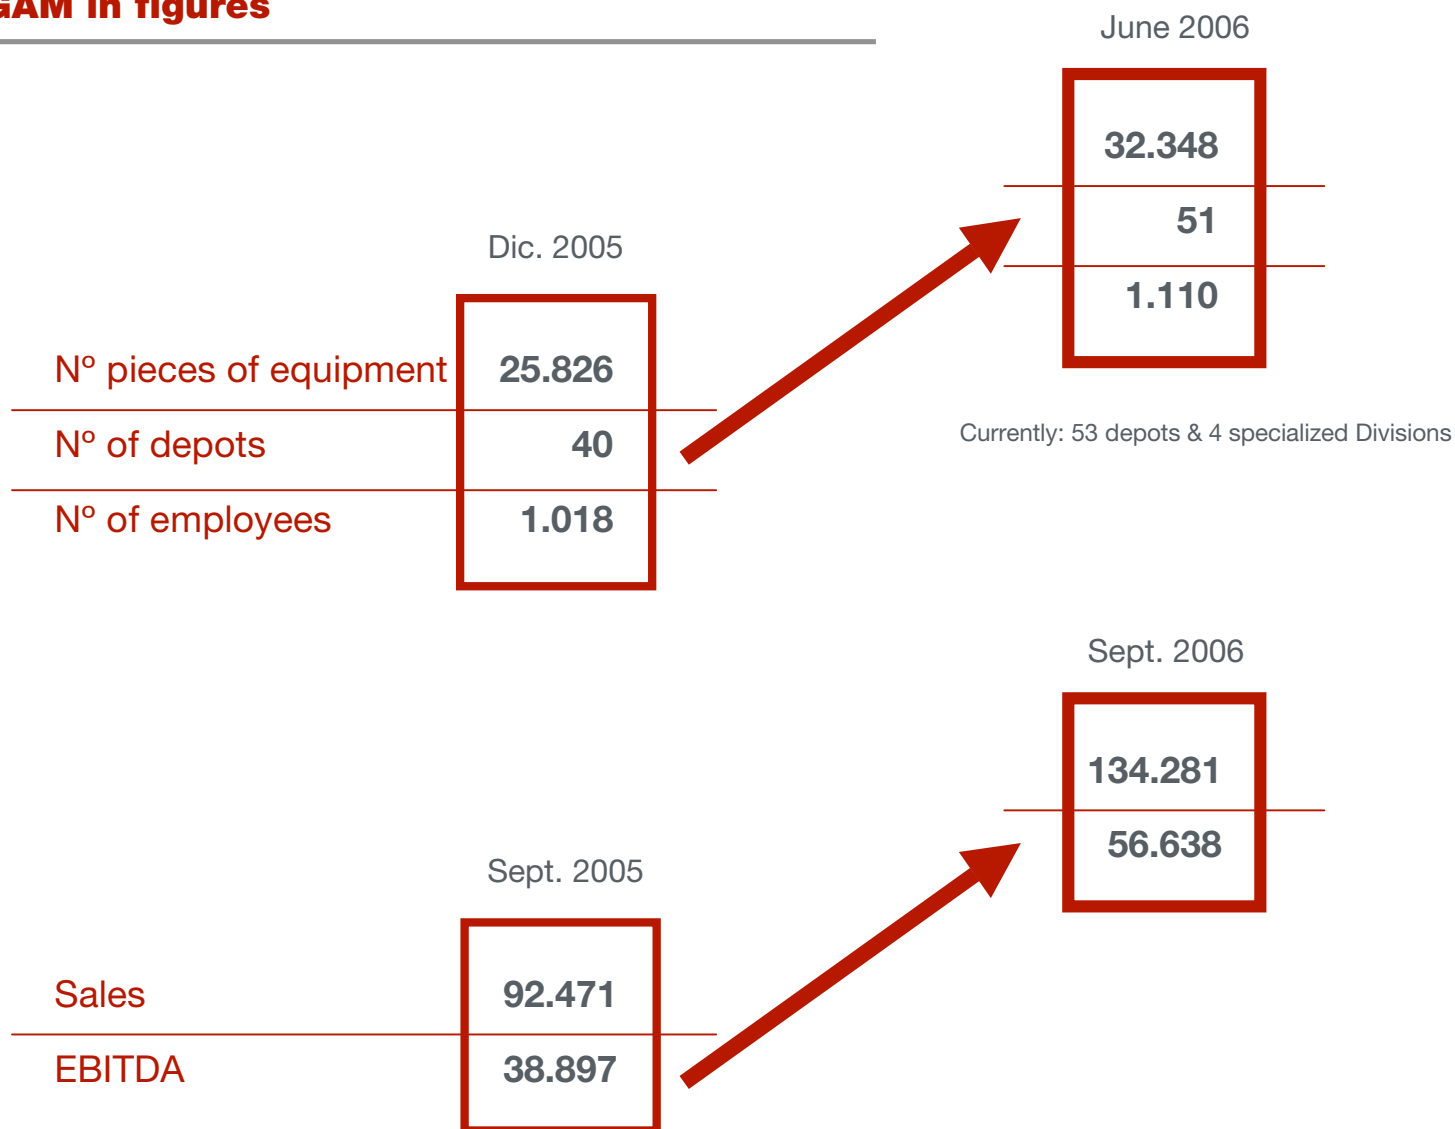 GAM in figures
June 2006
32.348
51
1.110
Dic. 2005
Nº pieces of equipment 25.826
Nº of depots 40
Nº of employees 1.018
Currently: 53 depots & 4 specialized Divisions
Sept. 2006
134.281
56.638
Sept. 2005
Sales 92.471
EBITDA 38.897